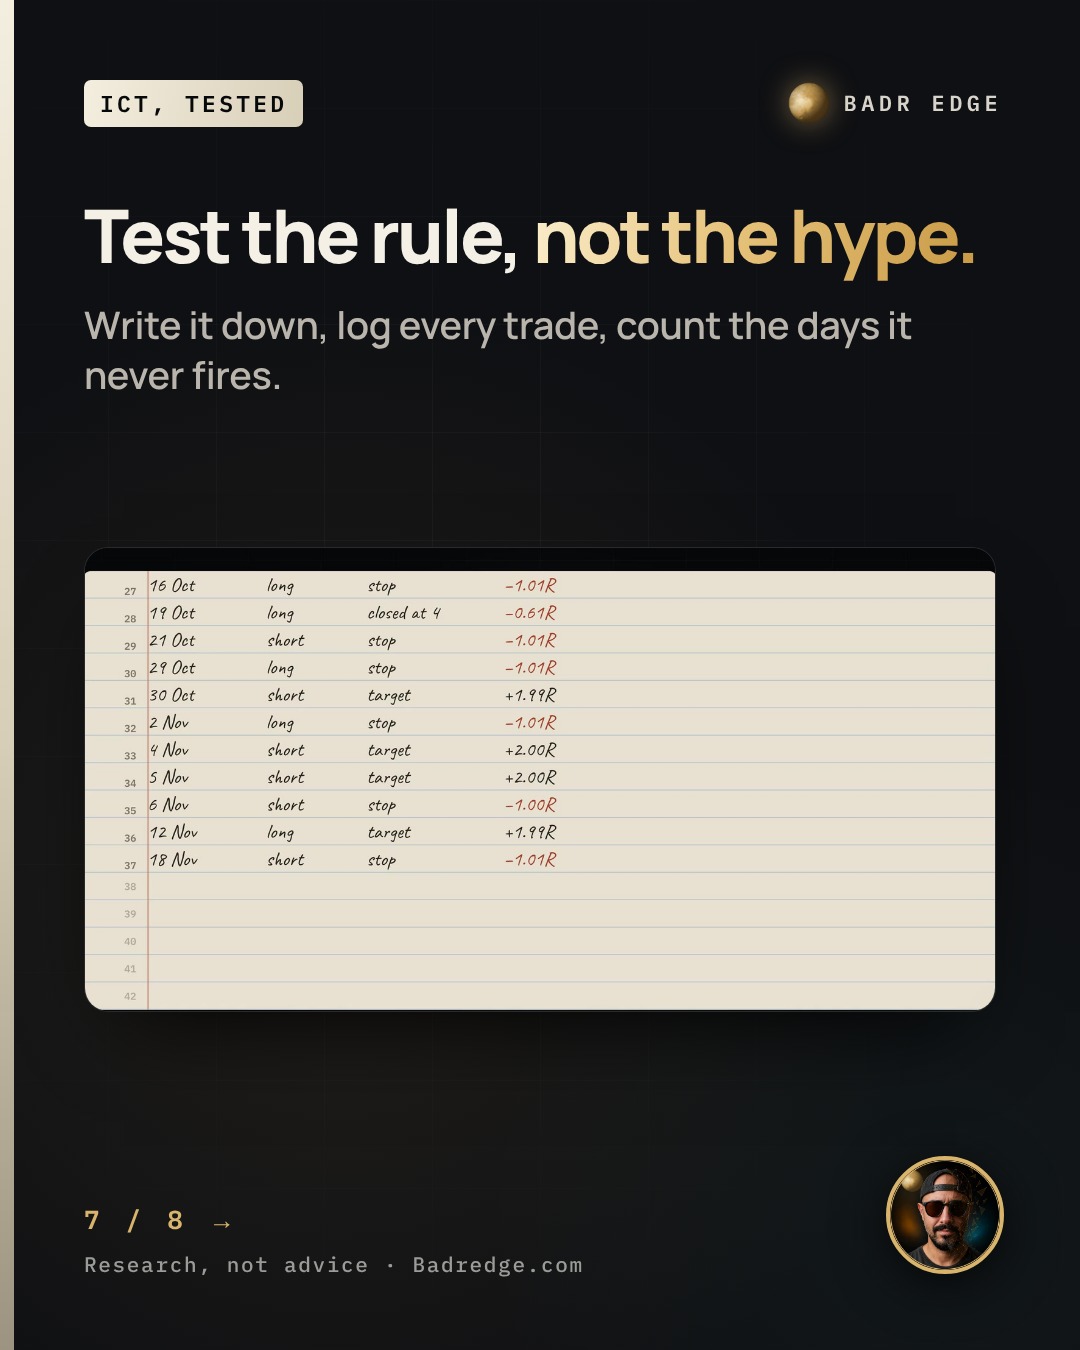 ICT, TESTED
BADR EDGE
Test the rule, not the hype.
Write it down, log every trade, count the days it
never fires.
27 16 Oct long stop −1.01R
28 19 Oct long closed at 4 −0.61R
29 21 Oct short stop −1.01R
30 29 Oct long stop −1.01R
31 30 Oct short target +1.99R
32 2 Nov long stop −1.01R
33 4 Nov short target +2.00R
34 5 Nov short target +2.00R
35 6 Nov short stop −1.00R
36 12 Nov long target +1.99R
37 18 Nov short stop −1.01R
38
39
40
41
42
7 / 8 →
Research, not advice · Badredge.com